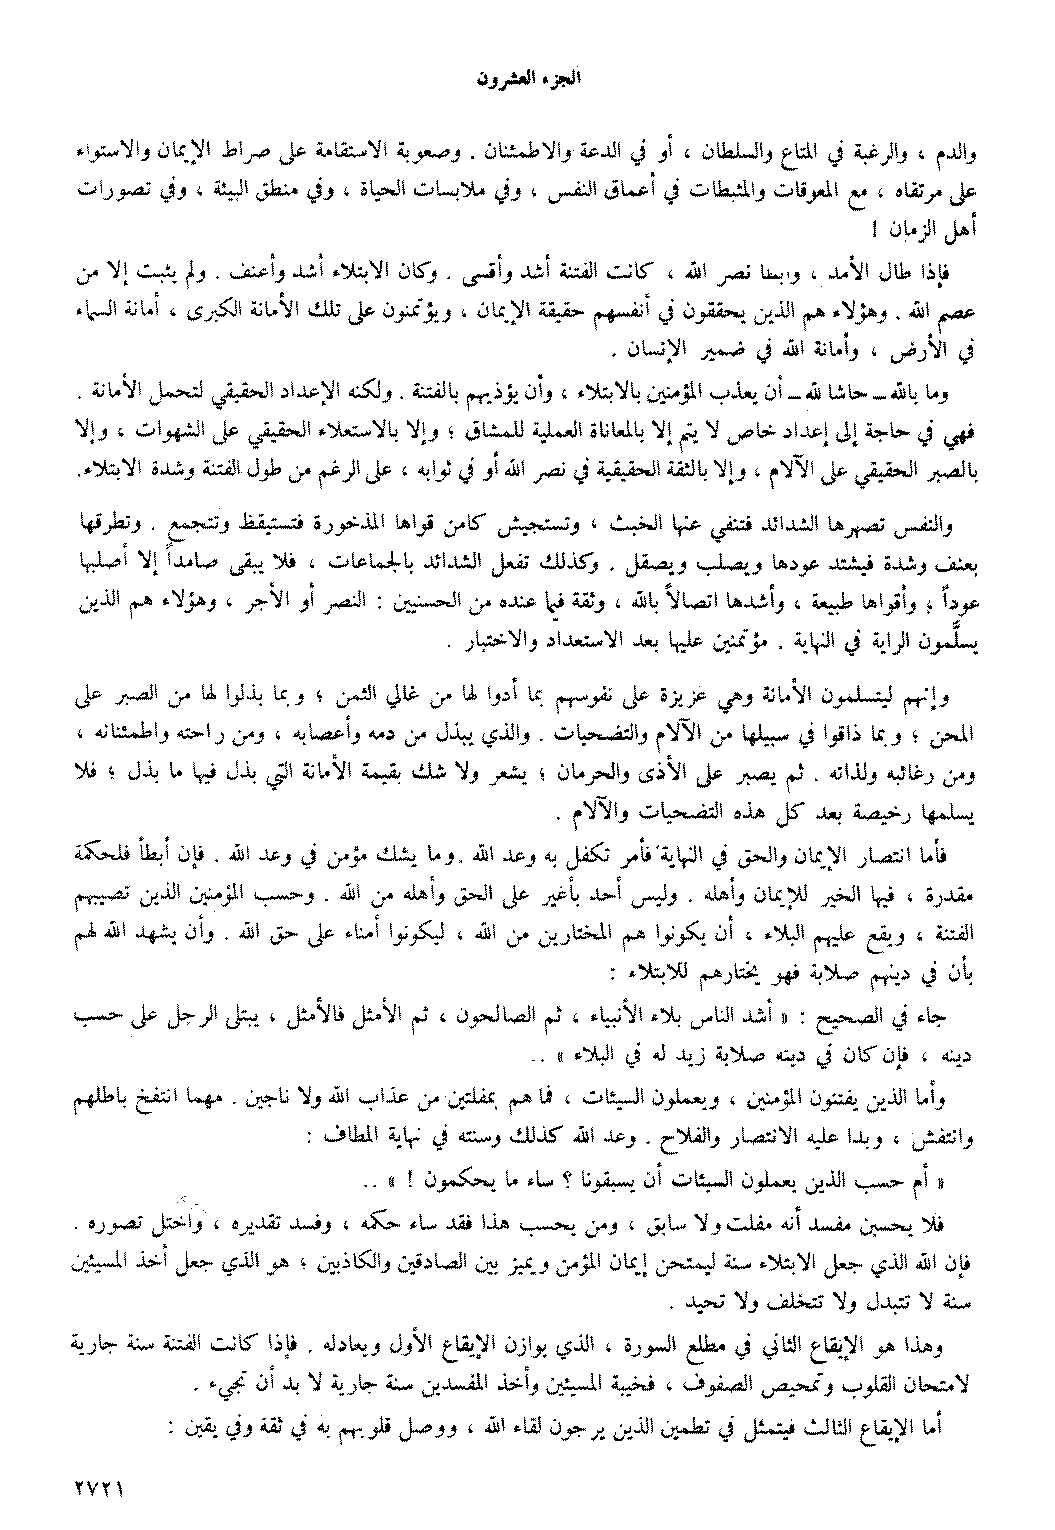 الجزء العشرون
والدم ، والرغبة في المتاع والسلطان ، أو في الدعة والاطمئنان . وصعوبة الاستقامة على صراط الإيمان والاستواء
على مرتقاه ، مع المعوقات والمثبطات في أعماق النفس ، وفي ملابسات الحياة ، وفي منطق البيئة ، وفي تصورات
أهل الزمان !
فإذا طال الأمد ، وأبطأ نصر الله ، كانت الفتنة أشد وأقسى . وكان الابتلاء أشد وأعنف . ولم يثبت إلا من
عصم الله . وهؤلاء هم الذين يحققون في أنفسهم حقيقة الإيمان ، ويؤتمنون على تلك الأمانة الكبرى ، أمانة السماء
في الأرض ، وأمانة الله في ضمير الإنسان .
وما بالله – حاشا لله – أن يعذب المؤمنين بالابتلاء ، وأن يؤذيهم بالفتنة . ولكنه الإعداد الحقيقي لتحمل الأمانة .
فهي في حاجة إلى إعداد خاص لا يتم إلا بالمعاناة العملية للمشاق ؛ وإلا بالاستعلاء الحقيقي على الشهوات ، وإلا
بالصبر الحقيقي على الآلام ، وإلا بالثقة الحقيقية في نصر الله أو في ثوابه ، على الرغم من طول الفتنة وشدة الابتلاء.
والنفس تصهرها الشدائد فتنفي عنها الخبث ، وتستجيش كامن قواها المذخورة فتستيقظ وتتجمع . وتطرقها
بعنف وشدة فيشتد عودها ويصلب ويصقل . وكذلك تفعل الشدائد بالجماعات ، فلا يبقى صامداً إلا أصلبها
عوداً ؛ وأقواها طبيعة ، وأشدها اتصالاً بالله ، وثقة فيما عنده من الحسنيين : النصر أو الأجر ، وهؤلاء هم الذين
يسلَّمون الراية في النهاية . مؤتمنين عليها بعد الاستعداد والاختبار .
وإنهم ليتسلمون الأمانة وهي عزيزة على نفوسهم بما أدوا لها من غالي الثمن ؛ وبما بذلوا لها من الصبر على
المحن ؛ وبما ذاقوا في سبيلها من الآلام والتضحيات . والذي يبذل من دمه وأعصابه ، ومن راحته واطمئنانه ،
ومن رغائبه ولذاته . ثم يصبر على الأذى والحرمان ؛ يشعر ولا شك بقيمة الأمانة التي بذل فيها ما بذل ؛ فلا
يسلمها رخيصة بعد كل هذه التضحيات والآلام .
فأما انتصار الإيمان والحق في النهاية فأمر تكفل به وعد الله . وما يشك مؤمن في وعد الله . فإن أبطأ فلحكمة
مقدرة ، فيها الخير للإيمان وأهله . وليس أحد بأغير على الحق وأهله من الله . وحسب المؤمنين الذين تصيبهم
الفتنة ، ويقع عليهم البلاء ، أن يكونوا هم المختارين من الله ، ليكونوا أمناء على حق الله . وأن يشهد الله لهم
بأن في دينهم صلابة فهو يختارهم للابتلاء :
جاء في الصحيح : « أشد الناس بلاء الأنبياء ، ثم الصالحون ، ثم الأمثل فالأمثل ، يبتلى الرجل على حسب
دينه ، فإن كان في دينه صلابة زيد له في البلاء » ..
وأما الذين يفتنون المؤمنين ، ويعملون السيئات ، فما هم بمفلتين من عذاب الله ولا ناجين . مهما انتفخ باطلهم
وانتفش ، وبدا عليه الانتصار والفلاح . وعد الله كذلك وسنته في نهاية المطاف :
« أم حسب الذين يعملون السيئات أن يسبقونا ؟ ساء ما يحكمون ! » ..
فلا يحسبن مفسد أنه مفلت ولا سابق ، ومن يحسب هذا فقد ساء حكمه ، وفسد تقديره ، واختل تصوره .
فإن الله الذي جعل الابتلاء سنة ليمتحن إيمان المؤمن ويميز بين الصادقين والكاذبين ؛ هو الذي جعل أخذ المسيئين
سنة لا تتبدل ولا تتخلف ولا تحيد .
وهذا هو الإيقاع الثاني في مطلع السورة ، الذي يوازن الإيقاع الأول ويعادله . فإذا كانت الفتنة سنة جارية
لامتحان القلوب وتمحيص الصفوف ، فخيبة المسيئين وأخذ المفسدين سنة جارية لا بد أن تجيء .
أما الإيقاع الثالث فيتمثل في تطمين الذين يرجون لقاء الله ، ووصل قلوبهم به في ثقة وفي يقين :
٢٧٢١